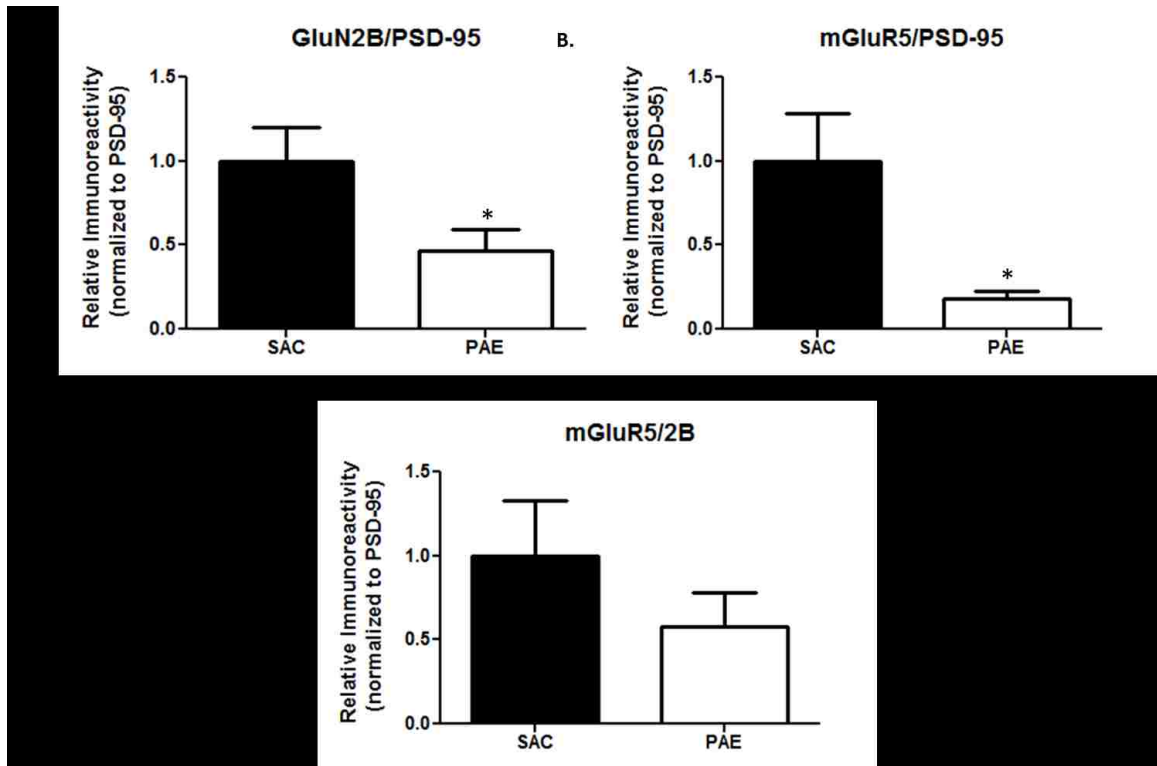 GluN2B/PSD-95
Relative Immunoreactivity
(normalized to PSD-95)
1.5
1.0
0.5
0.0
*
SAC PAE
B.
mGluR5/PSD-95
Relative Immunoreactivity
(normalized to PSD-95)
1.5
1.0
0.5
0.0
*
SAC PAE
mGluR5/2B
Relative Immunoreactivity
(normalized to PSD-95)
1.5
1.0
0.5
0.0
SAC PAE